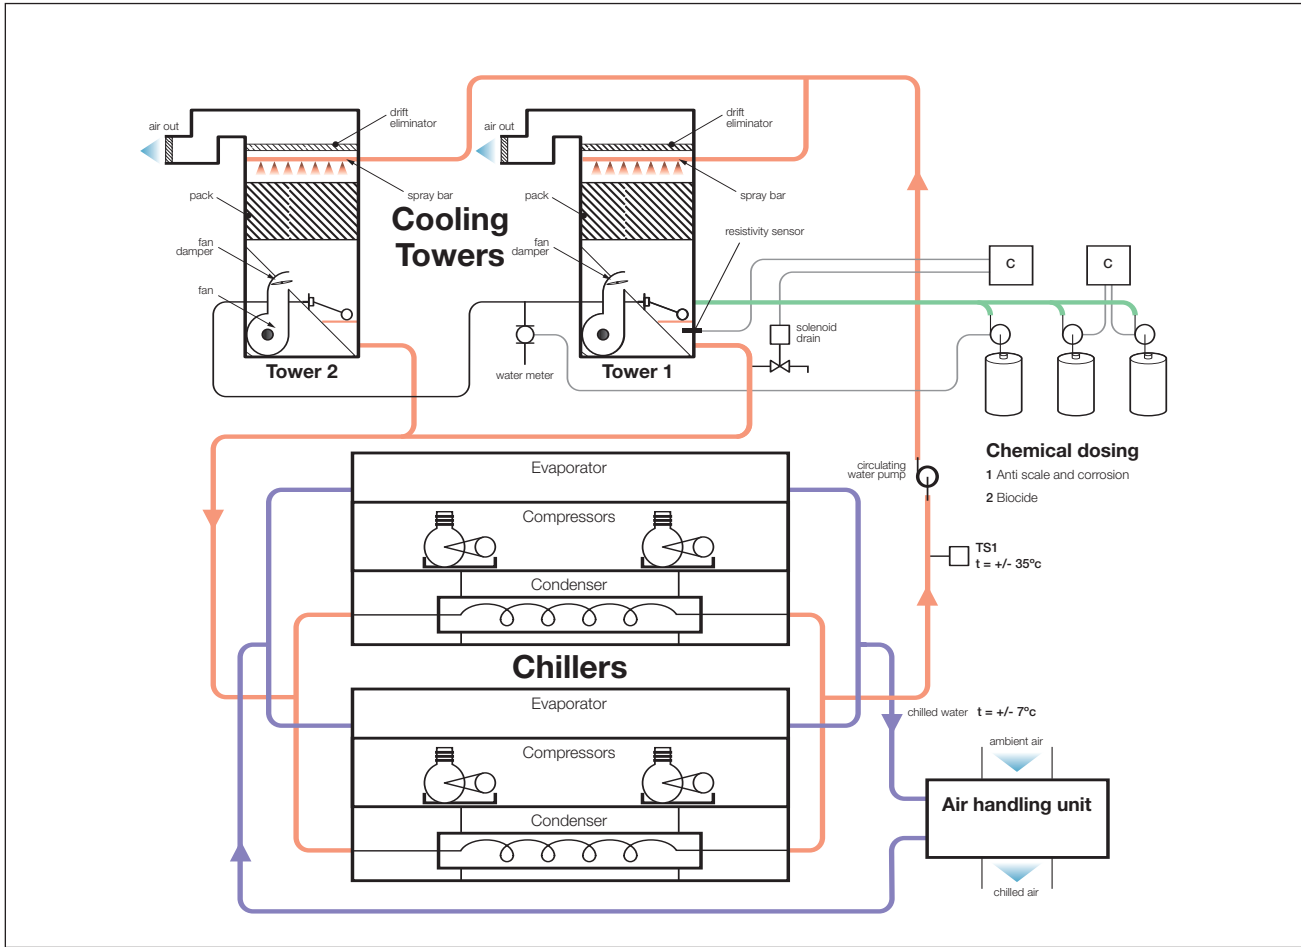 air out
drift
eliminator
spray bar
pack
fan
damper
fan
Tower 2
Cooling
Towers
air out
drift
eliminator
spray bar
pack
fan
damper
resistivity sensor
Tower 1
water meter
solenoid
drain
C
C
Chemical dosing
1 Anti scale and corrosion
2 Biocide
circulating
water pump
TS1
t = +/- 35ºc
Evaporator
Compressors
Condenser
Chillers
Evaporator
Compressors
Condenser
chilled water t = +/- 7ºc
ambient air
Air handling unit
chilled air